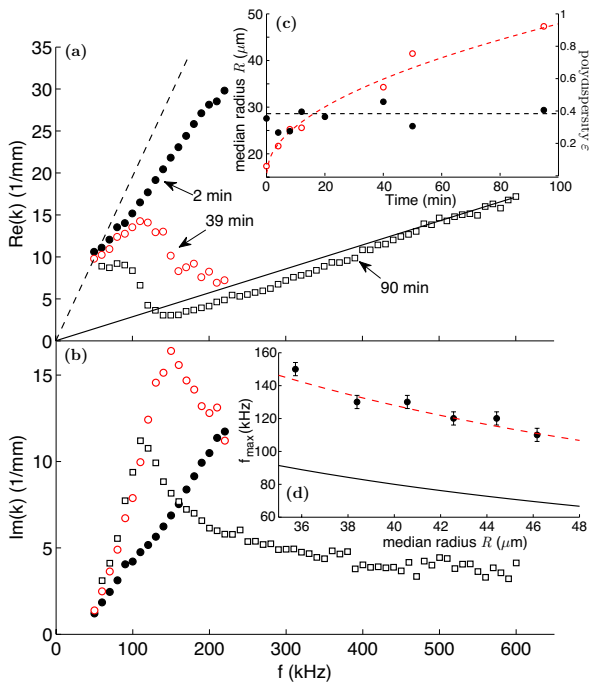 (a)
Re(k) (1/mm)
35
30
25
20
15
10
5
0
2 min
39 min
90 min
(c)
median radius R (μm)
50
40
30
20
polydispersity ε
1
0.8
0.6
0.4
0.2
0 20 40 60 80 100
Time (min)
(b)
Im(k) (1/mm)
15
10
5
0
0 100 200 300 400 500 600
f (kHz)
(d)
f_max (kHz)
160
140
120
100
80
60
36 38 40 42 44 46 48
median radius R (μm)